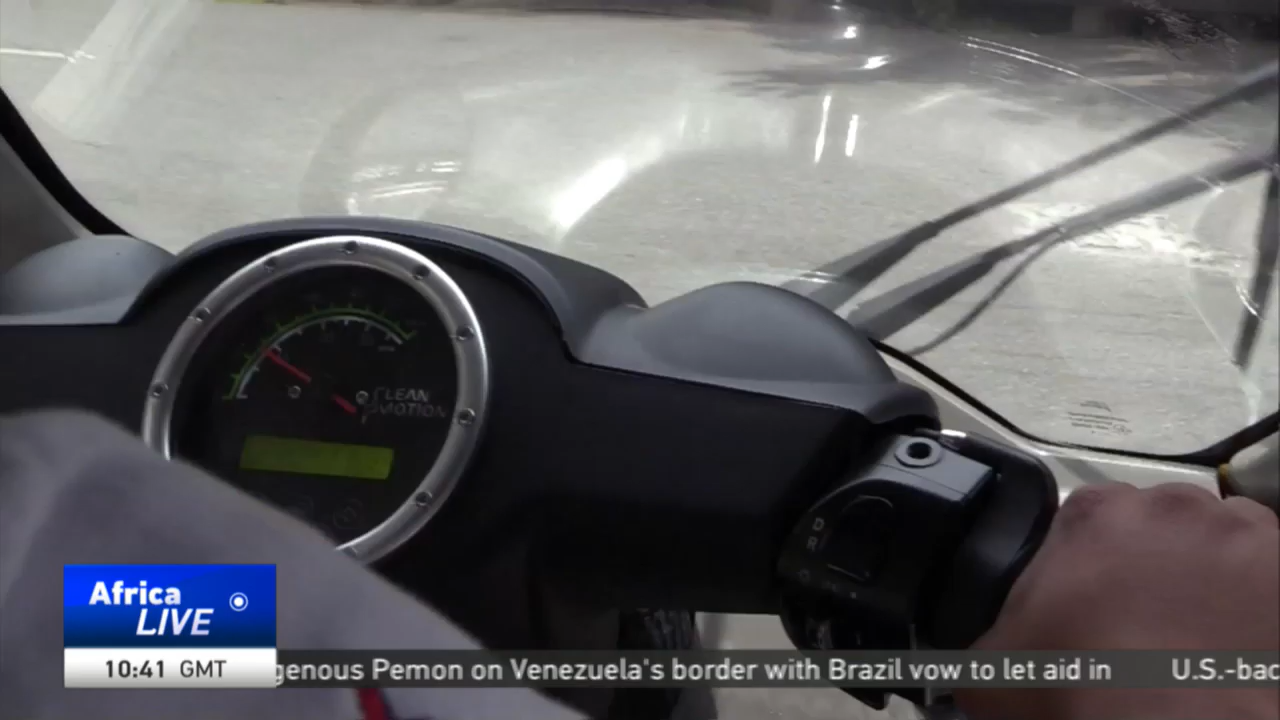 CLEAN
MOTION
D
R
Africa
LIVE
10:41 GMT
genous Pemon on Venezuela's border with Brazil vow to let aid in
U.S.-bac